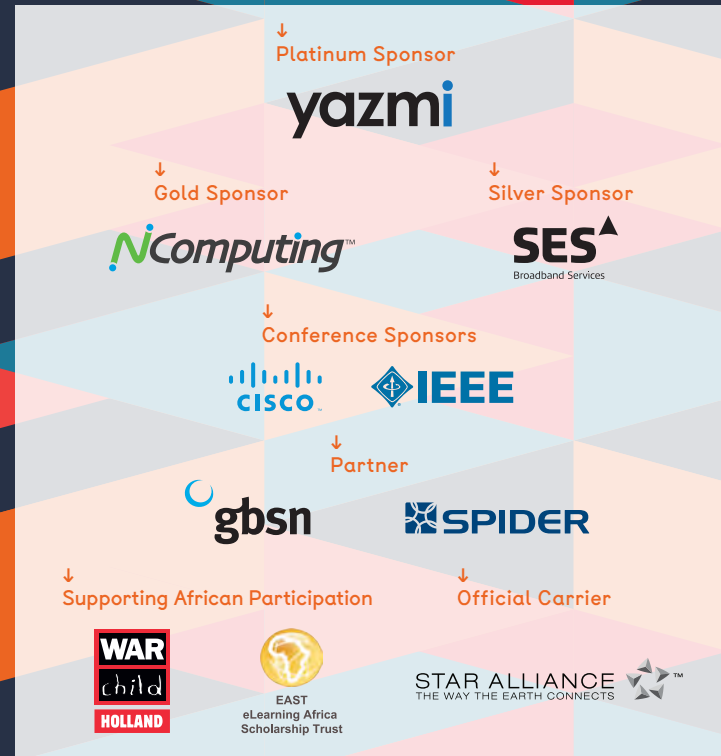 ↓
Platinum Sponsor
yazmi
↓
Gold Sponsor
NComputing™
↓
Silver Sponsor
SES
Broadband Services
↓
Conference Sponsors
CISCO™
IEEE®
↓
Partner
gbsn
SPIDER
↓
Supporting African Participation
WAR
child
HOLLAND
EAST
eLearning Africa
Scholarship Trust
↓
Official Carrier
STAR ALLIANCE ™
THE WAY THE EARTH CONNECTS